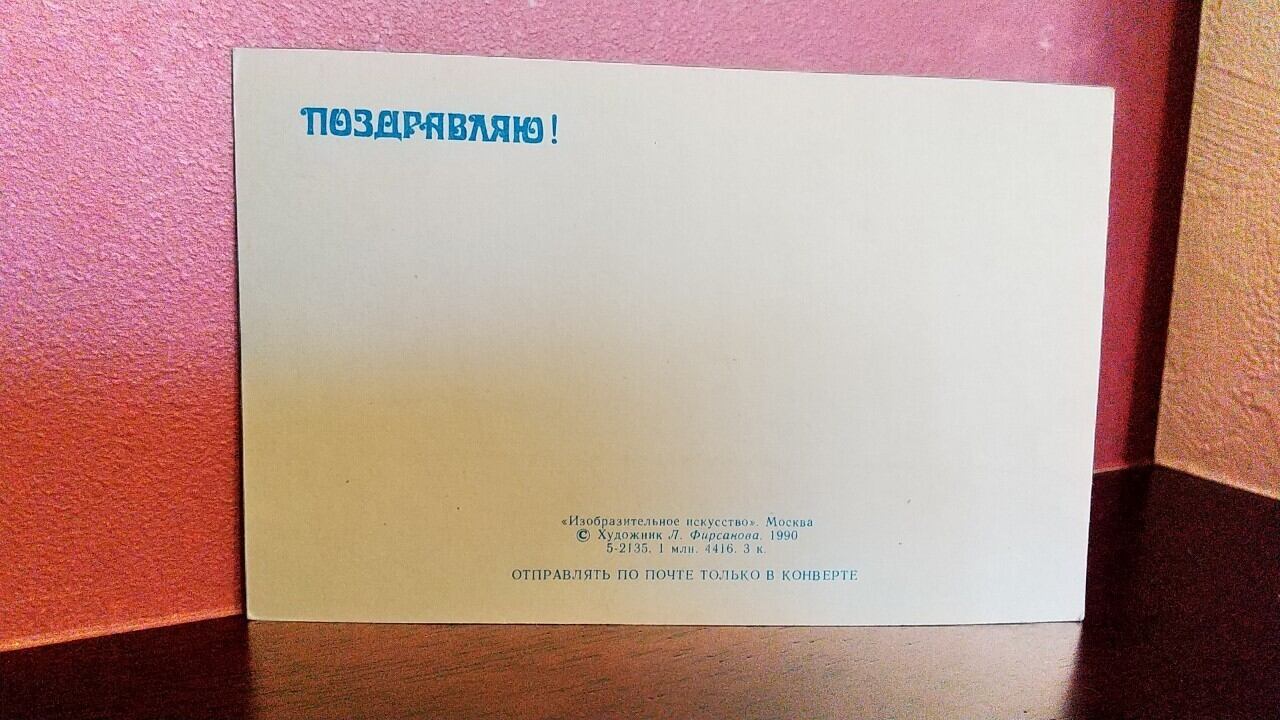 ПОЗДРАВЛЯЮ!
«Изобразительное искусство». Москва
© Художник Л. Фирсанова. 1990
5-2135. 1 млн. 4416. 3 к.
ОТПРАВЛЯТЬ ПО ПОЧТЕ ТОЛЬКО В КОНВЕРТЕ